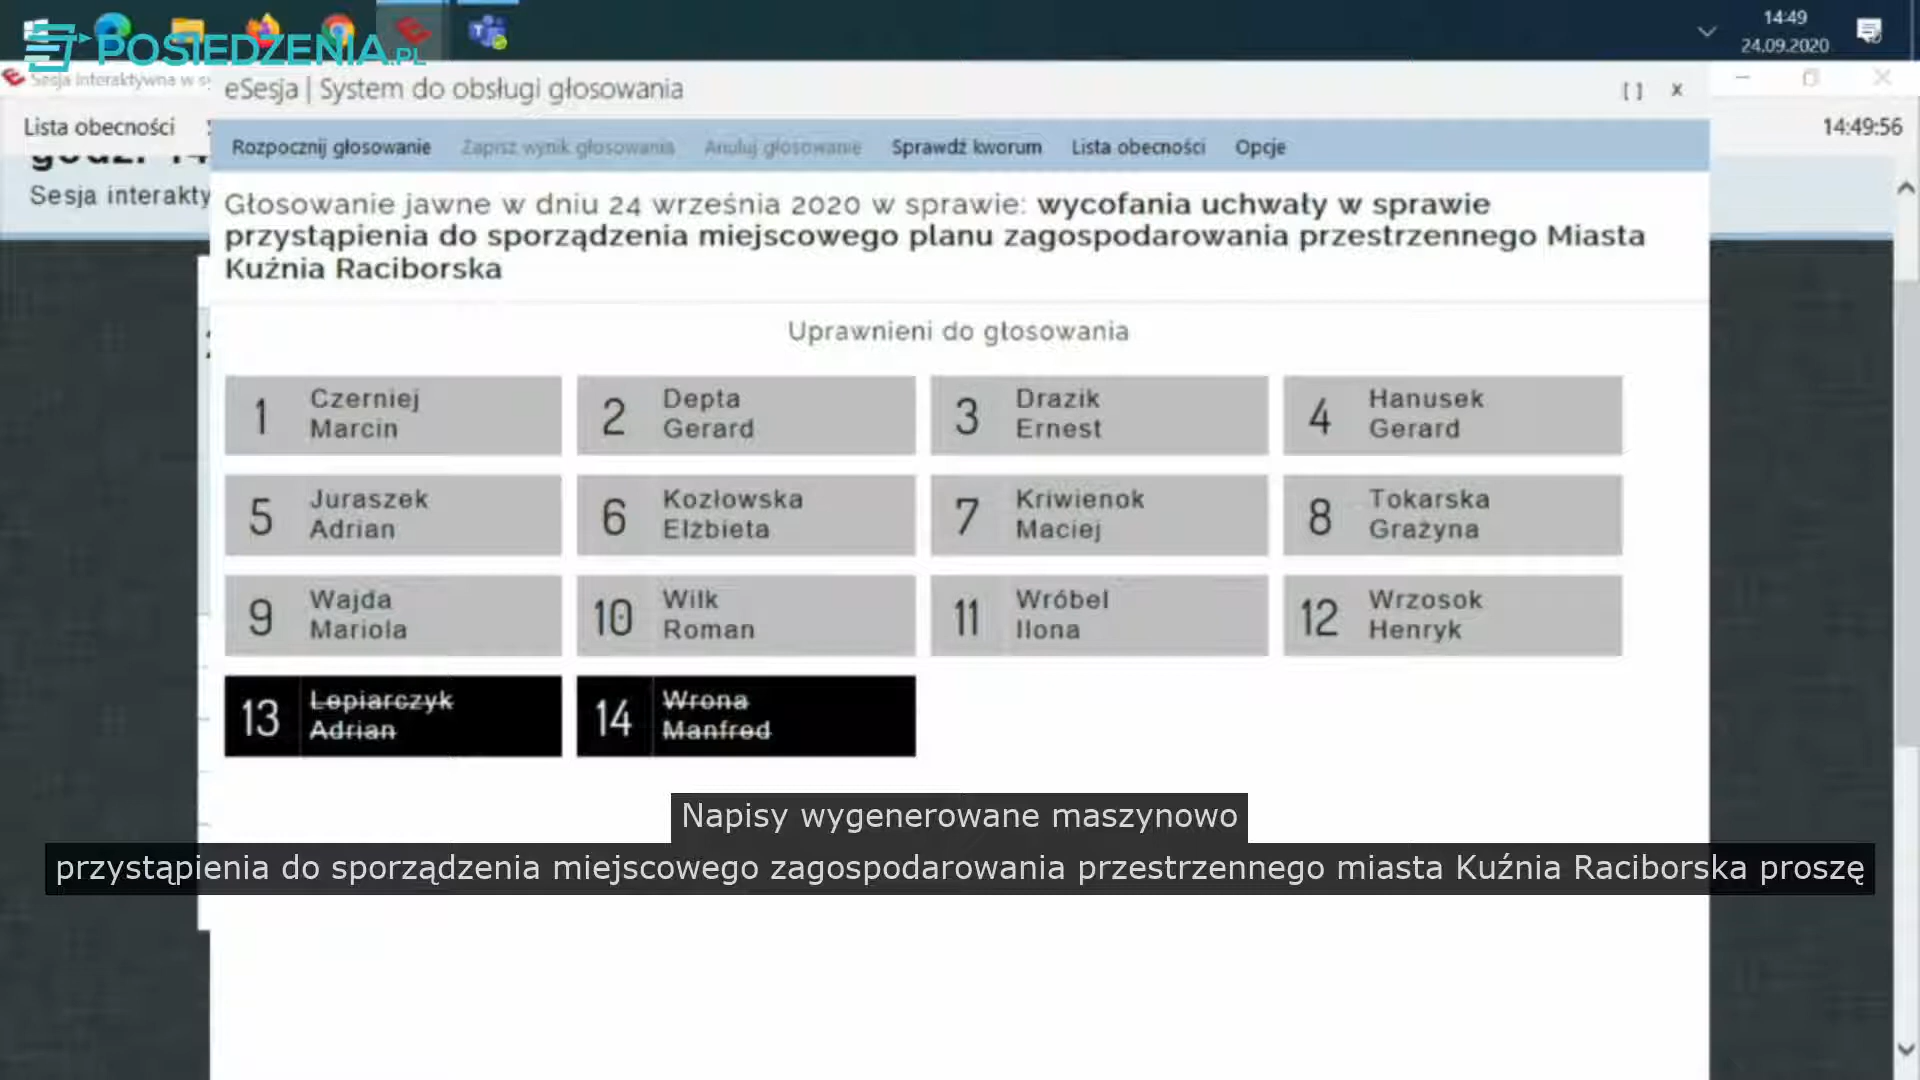 POSIEDZENIA.PL
14:49
24.09.2020
Sesja interaktywna w
eSesja | System do obsługi głosowania
[ ] x
Lista obecności
14:49:56
Rozpocznij głosowanie Zapisz wynik głosowania Anuluj głosowanie Sprawdź kworum Lista obecności Opcje
godz. 14
Sesja interakty
Głosowanie jawne w dniu 24 września 2020 w sprawie: wycofania uchwały w sprawie
przystąpienia do sporządzenia miejscowego planu zagospodarowania przestrzennego Miasta
Kuźnia Raciborska
Uprawnieni do głosowania
1 Czerniej Marcin
2 Depta Gerard
3 Drazik Ernest
4 Hanusek Gerard
5 Juraszek Adrian
6 Kozłowska Elżbieta
7 Kriwienok Maciej
8 Tokarska Grażyna
9 Wajda Mariola
10 Wilk Roman
11 Wróbel Ilona
12 Wrzosok Henryk
13 Lepiarczyk Adrian
14 Wrona Manfred
Napisy wygenerowane maszynowo
przystąpienia do sporządzenia miejscowego zagospodarowania przestrzennego miasta Kuźnia Raciborska proszę